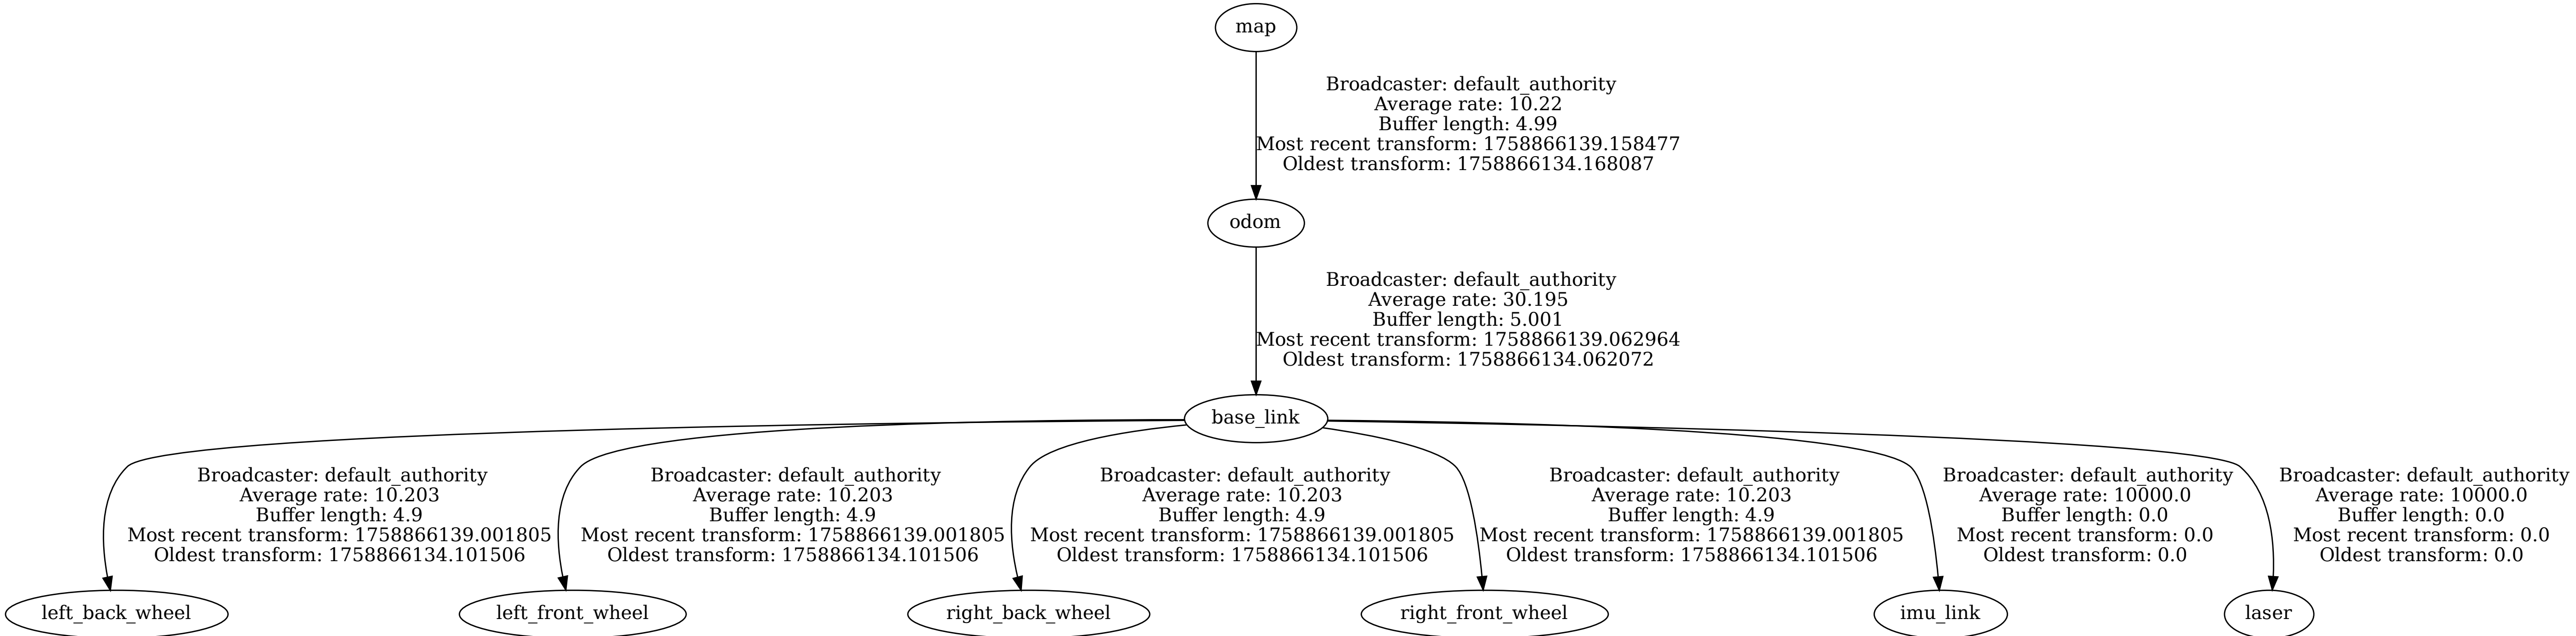 map
Broadcaster: default_authority
Average rate: 10.22
Buffer length: 4.99
Most recent transform: 1758866139.158477
Oldest transform: 1758866134.168087
odom
Broadcaster: default_authority
Average rate: 30.195
Buffer length: 5.001
Most recent transform: 1758866139.062964
Oldest transform: 1758866134.062072
base_link
Broadcaster: default_authority
Average rate: 10.203
Buffer length: 4.9
Most recent transform: 1758866139.001805
Oldest transform: 1758866134.101506
Broadcaster: default_authority
Average rate: 10.203
Buffer length: 4.9
Most recent transform: 1758866139.001805
Oldest transform: 1758866134.101506
Broadcaster: default_authority
Average rate: 10.203
Buffer length: 4.9
Most recent transform: 1758866139.001805
Oldest transform: 1758866134.101506
Broadcaster: default_authority
Average rate: 10.203
Buffer length: 4.9
Most recent transform: 1758866139.001805
Oldest transform: 1758866134.101506
Broadcaster: default_authority
Average rate: 10000.0
Buffer length: 0.0
Most recent transform: 0.0
Oldest transform: 0.0
Broadcaster: default_authority
Average rate: 10000.0
Buffer length: 0.0
Most recent transform: 0.0
Oldest transform: 0.0
left_back_wheel
left_front_wheel
right_back_wheel
right_front_wheel
imu_link
laser